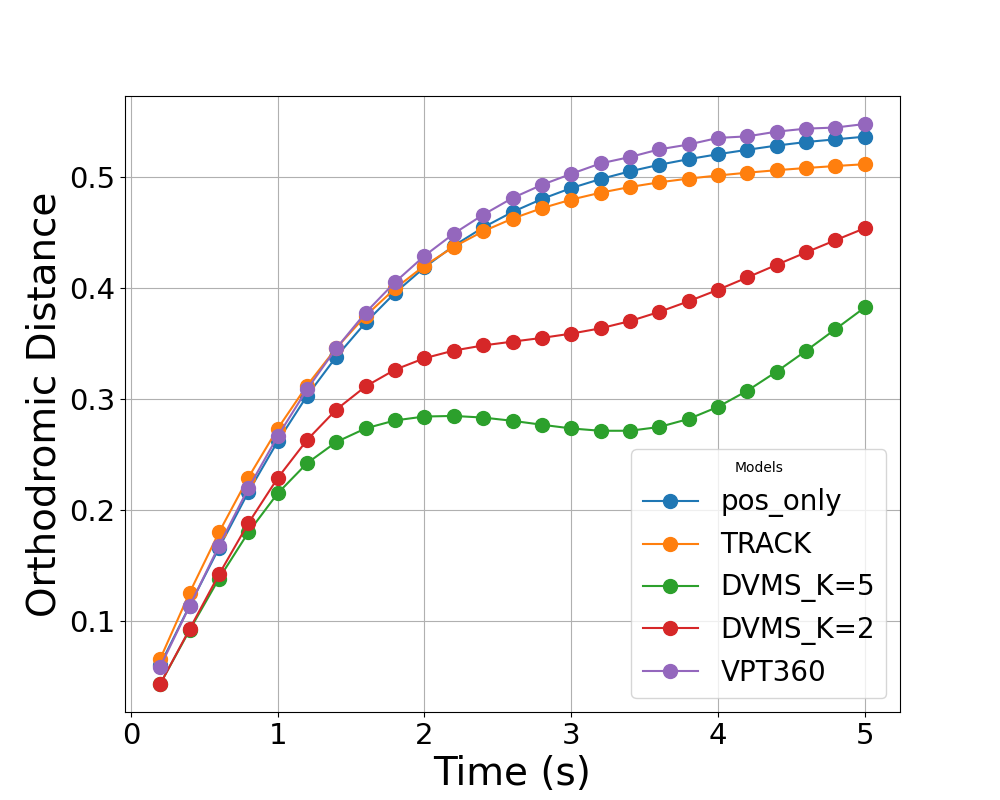 Orthodromic Distance
0.5
0.4
0.3
0.2
0.1
Models
pos_only
TRACK
DVMS_K=5
DVMS_K=2
VPT360
0 1 2 3 4 5
Time (s)